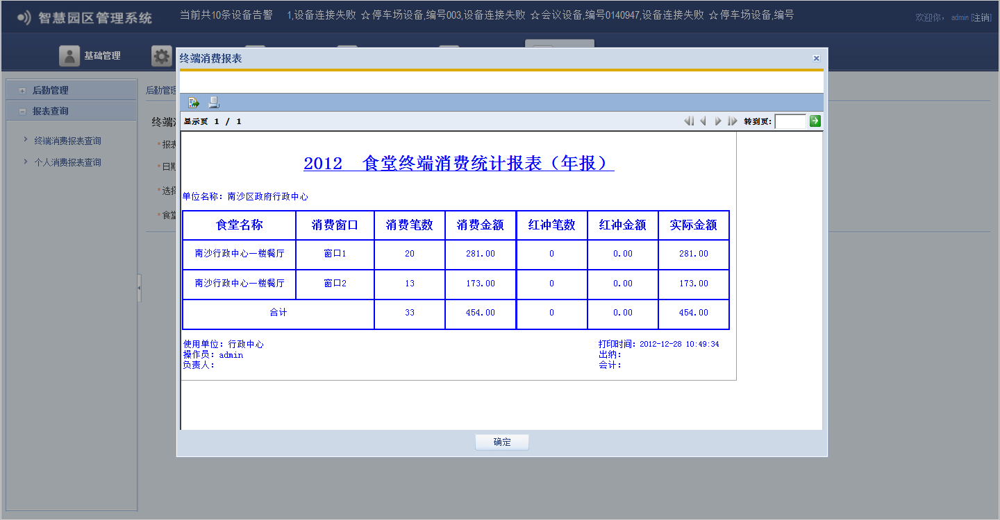 智慧园区管理系统
当前共10条设备告警 1,设备连接失败 ☆停车场设备,编号003,设备连接失败 ☆会议设备,编号0140947,设备连接失败 ☆停车场设备,编号
欢迎你， admin [注销]
基础管理
终端消费报表
后勤管理
后勤管理
报表查询
终端消费报表查询
个人消费报表查询
终端
*报表
*日期
*选择
*食堂
显示页 1 / 1
转到页:
2012 食堂终端消费统计报表（年报）
单位名称：南沙区政府行政中心
食堂名称 消费窗口 消费笔数 消费金额 红冲笔数 红冲金额 实际金额
南沙行政中心一楼餐厅 窗口1 20 281.00 0 0.00 281.00
南沙行政中心一楼餐厅 窗口2 13 173.00 0 0.00 173.00
合计 33 454.00 0 0.00 454.00
使用单位：行政中心 打印时间：2012-12-28 10:49:34
操作员：admin 出纳：
负责人： 会计：
确定